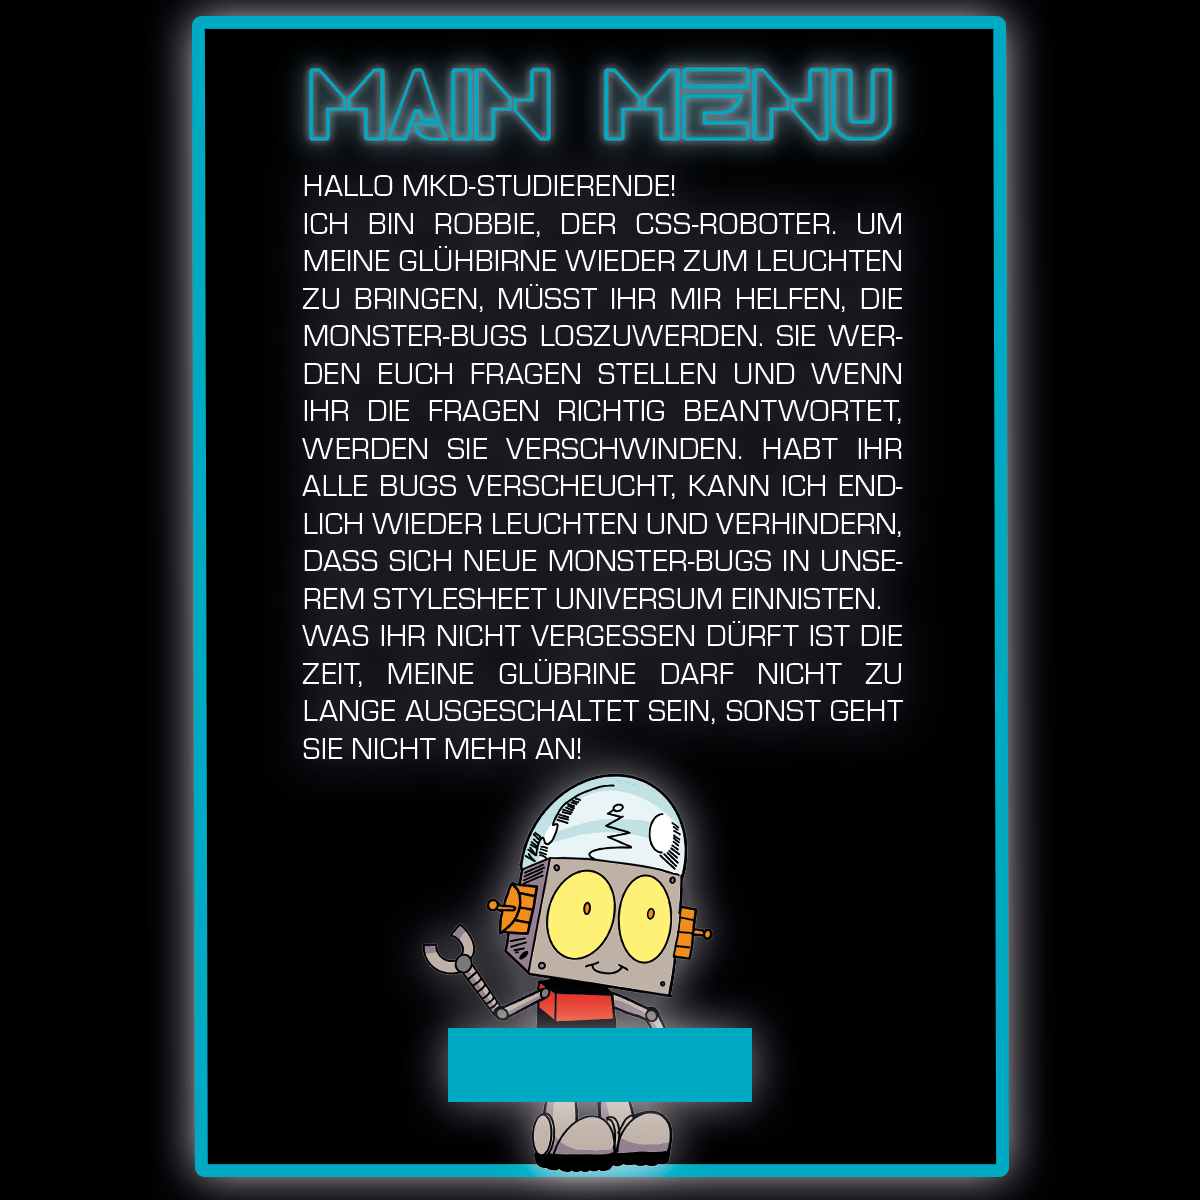 MAIN MENU
HALLO MKD-STUDIERENDE!
ICH BIN ROBBIE, DER CSS-ROBOTER. UM
MEINE GLÜHBIRNE WIEDER ZUM LEUCHTEN
ZU BRINGEN, MÜSST IHR MIR HELFEN, DIE
MONSTER-BUGS LOSZUWERDEN. SIE WER-
DEN EUCH FRAGEN STELLEN UND WENN
IHR DIE FRAGEN RICHTIG BEANTWORTET,
WERDEN SIE VERSCHWINDEN. HABT IHR
ALLE BUGS VERSCHEUCHT, KANN ICH END-
LICH WIEDER LEUCHTEN UND VERHINDERN,
DASS SICH NEUE MONSTER-BUGS IN UNSE-
REM STYLESHEET UNIVERSUM EINNISTEN.
WAS IHR NICHT VERGESSEN DÜRFT IST DIE
ZEIT, MEINE GLÜBRINE DARF NICHT ZU
LANGE AUSGESCHALTET SEIN, SONST GEHT
SIE NICHT MEHR AN!